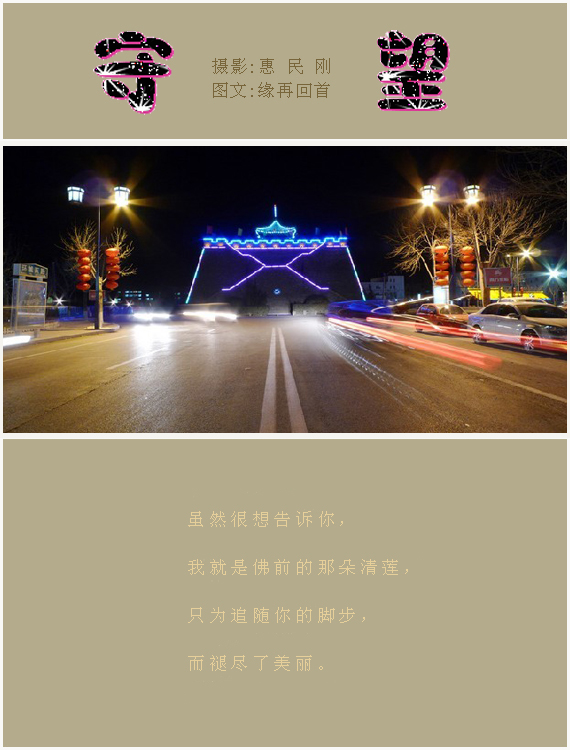 守望
摄影:惠 民 刚
图文:缘再回首
虽然很想告诉你，
我就是佛前的那朵清莲，
只为追随你的脚步，
而褪尽了美丽。